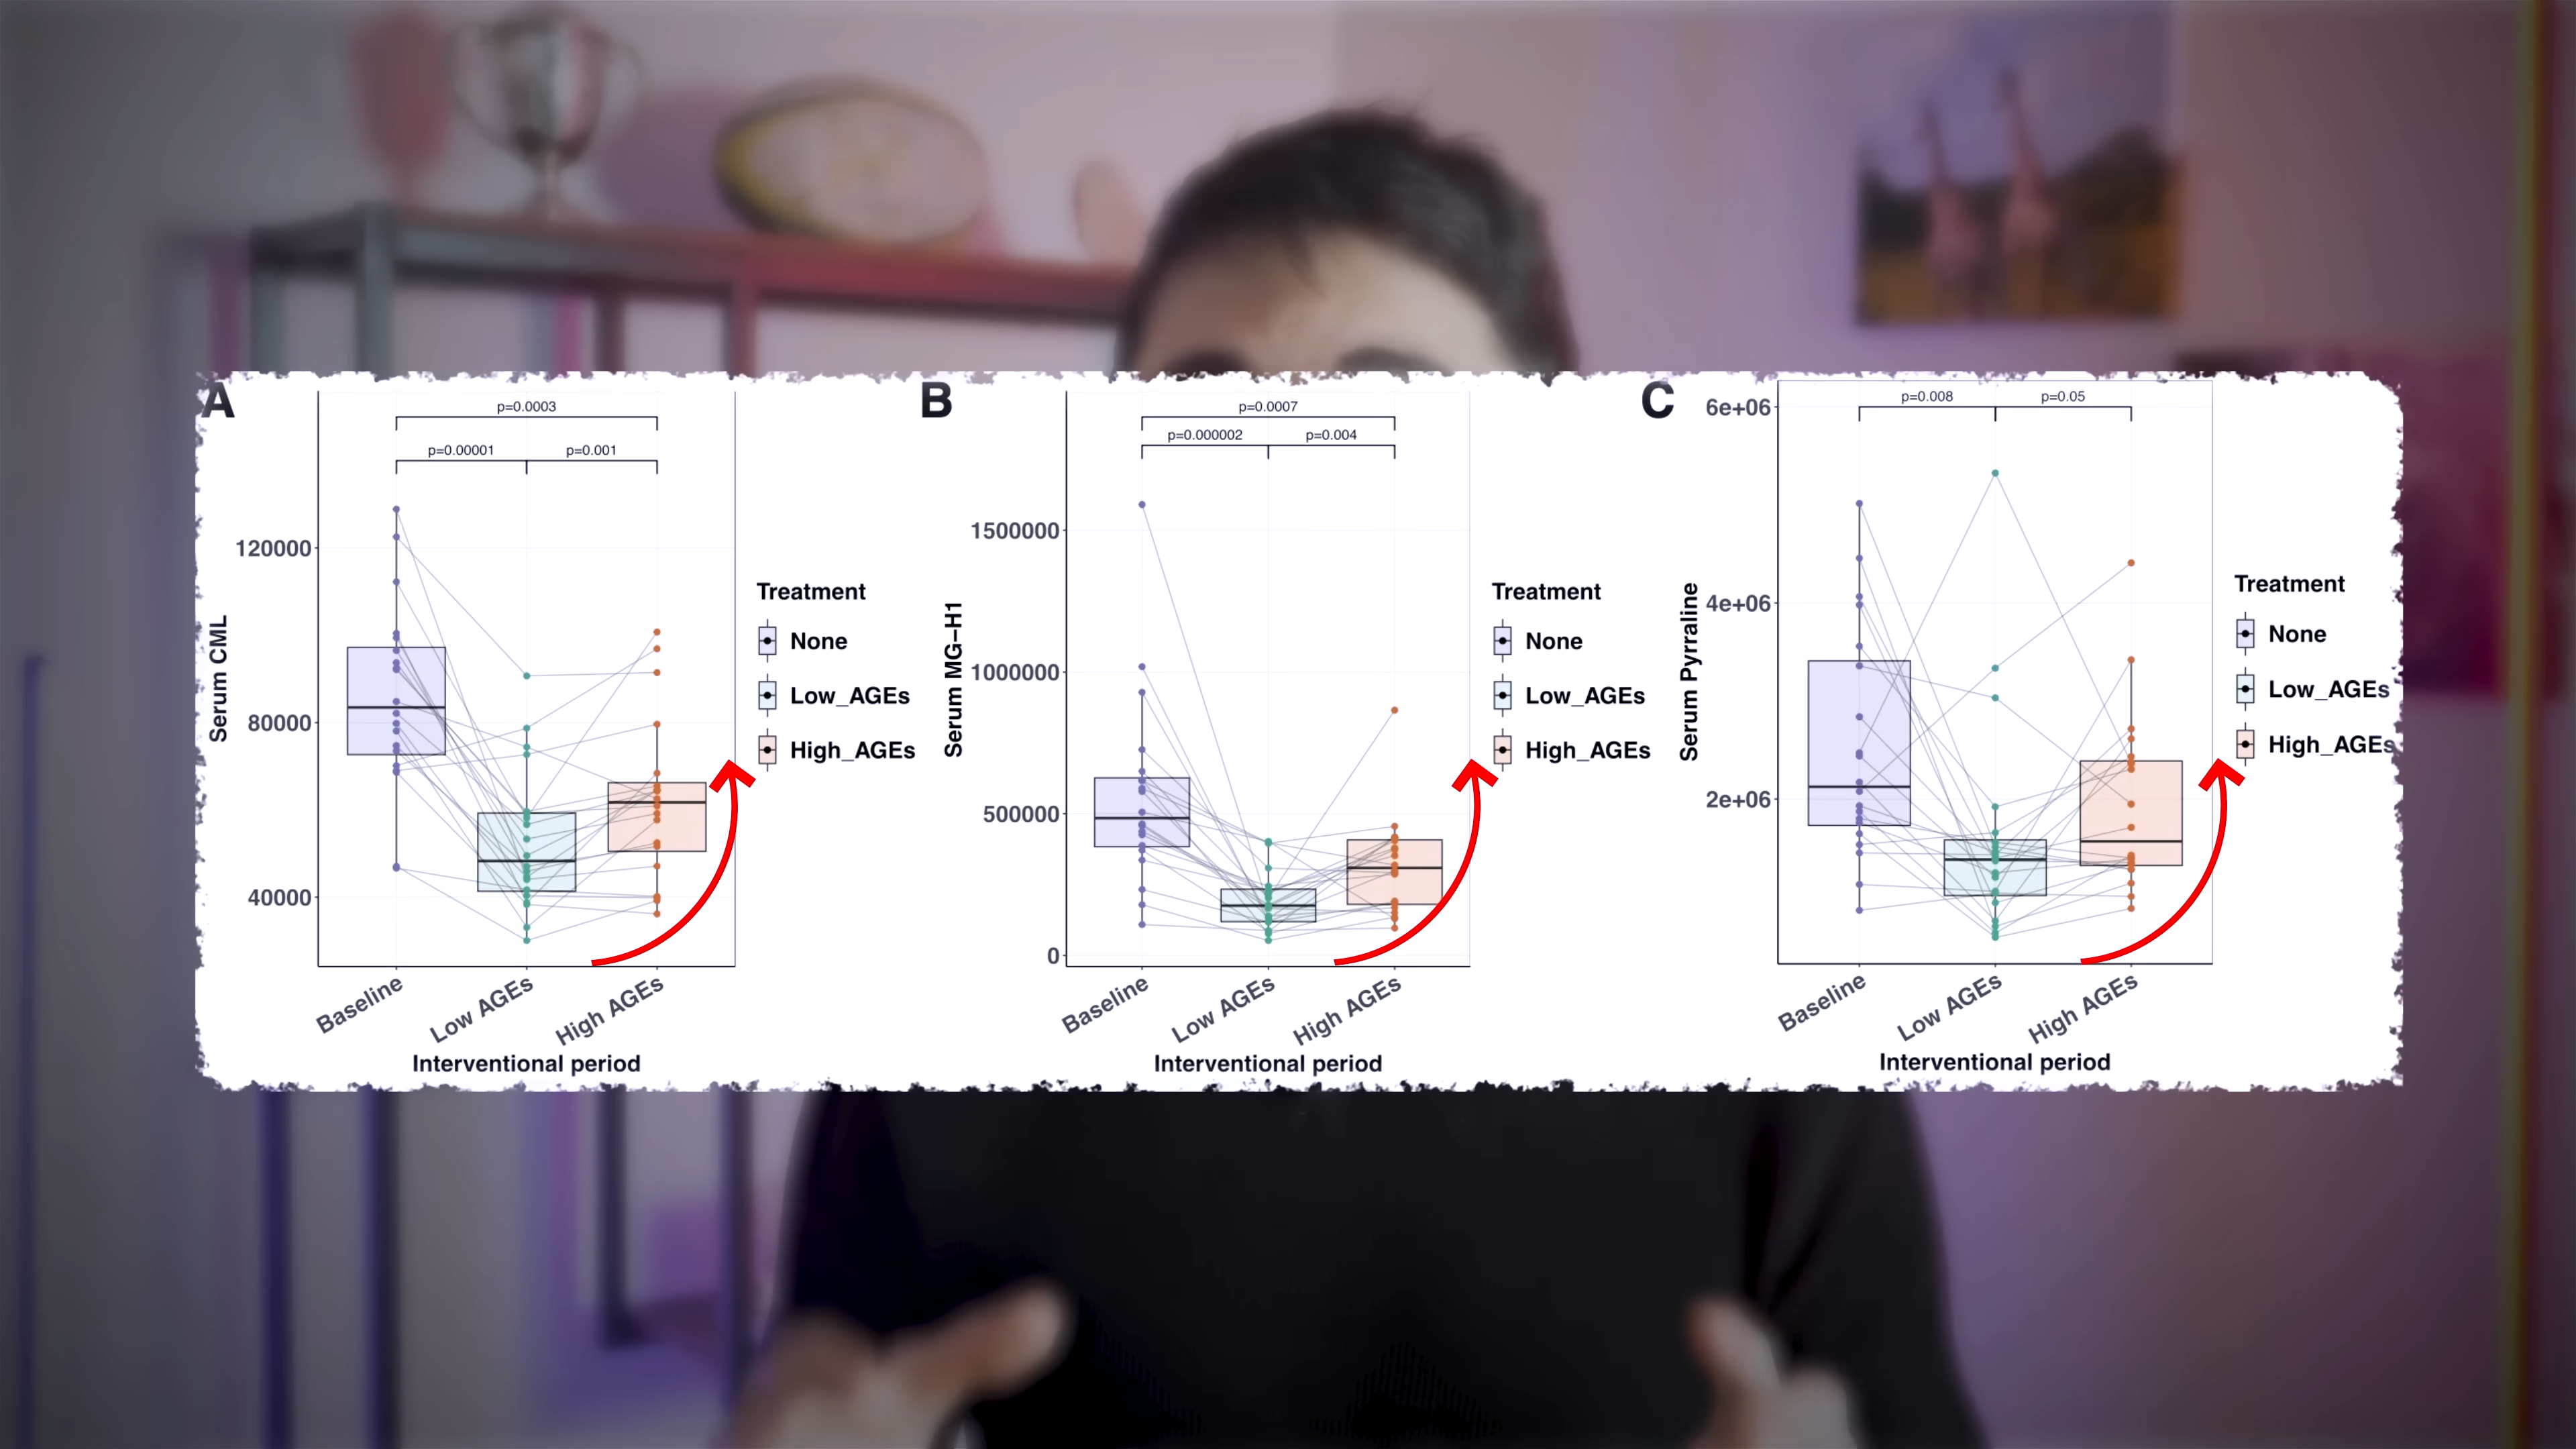 A
p=0.0003
p=0.00001
p=0.001
120000
80000
40000
Serum CML
Baseline
Low AGEs
High AGEs
Interventional period
Treatment
None
Low_AGEs
High_AGEs
B
p=0.0007
p=0.000002
p=0.004
1500000
1000000
500000
0
Serum MG−H1
Baseline
Low AGEs
High AGEs
Interventional period
Treatment
None
Low_AGEs
High_AGEs
C
p=0.008
p=0.05
6e+06
4e+06
2e+06
Serum Pyrraline
Baseline
Low AGEs
High AGEs
Interventional period
Treatment
None
Low_AGEs
High_AGEs